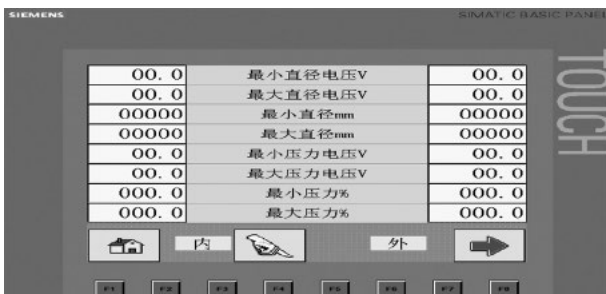 SIEMENS SIMATIC BASIC PANEL
TOUCH
00.0 最小直径电压V 00.0
00.0 最大直径电压V 00.0
00000 最小直径mm 00000
00000 最大直径mm 00000
00.0 最小压力电压V 00.0
00.0 最大压力电压V 00.0
000.0 最小压力% 000.0
000.0 最大压力% 000.0
内 外
F1 F2 F3 F4 F5 F6 F7 F8